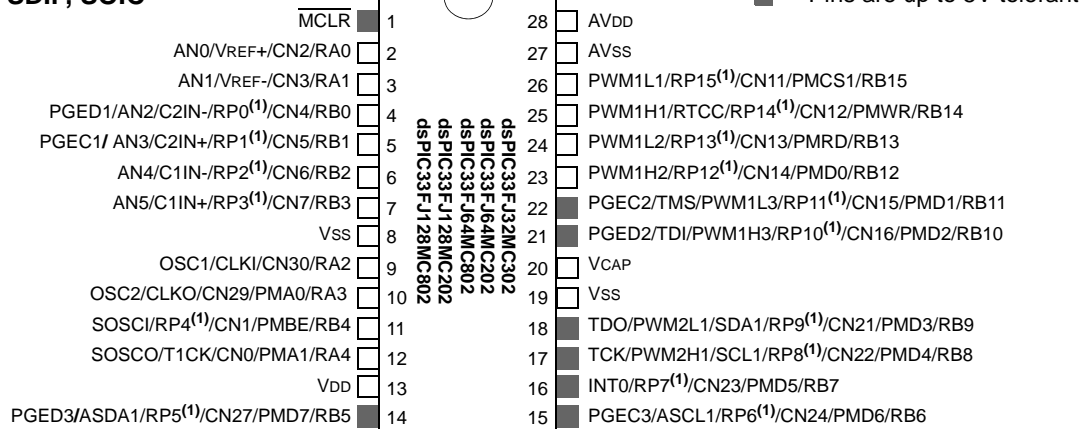 MCLR 1
AN0/VREF+/CN2/RA0 2
AN1/VREF-/CN3/RA1 3
PGED1/AN2/C2IN-/RP0(1)/CN4/RB0 4
PGEC1/ AN3/C2IN+/RP1(1)/CN5/RB1 5
AN4/C1IN-/RP2(1)/CN6/RB2 6
AN5/C1IN+/RP3(1)/CN7/RB3 7
VSS 8
OSC1/CLKI/CN30/RA2 9
OSC2/CLKO/CN29/PMA0/RA3 10
SOSCI/RP4(1)/CN1/PMBE/RB4 11
SOSCO/T1CK/CN0/PMA1/RA4 12
VDD 13
PGED3/ASDA1/RP5(1)/CN27/PMD7/RB5 14
dsPIC33FJ32MC302
dsPIC33FJ64MC202
dsPIC33FJ64MC802
dsPIC33FJ128MC202
dsPIC33FJ128MC802
28 AVDD
27 AVSS
26 PWM1L1/RP15(1)/CN11/PMCS1/RB15
25 PWM1H1/RTCC/RP14(1)/CN12/PMWR/RB14
24 PWM1L2/RP13(1)/CN13/PMRD/RB13
23 PWM1H2/RP12(1)/CN14/PMD0/RB12
22 PGEC2/TMS/PWM1L3/RP11(1)/CN15/PMD1/RB11
21 PGED2/TDI/PWM1H3/RP10(1)/CN16/PMD2/RB10
20 VCAP
19 VSS
18 TDO/PWM2L1/SDA1/RP9(1)/CN21/PMD3/RB9
17 TCK/PWM2H1/SCL1/RP8(1)/CN22/PMD4/RB8
16 INT0/RP7(1)/CN23/PMD5/RB7
15 PGEC3/ASCL1/RP6(1)/CN24/PMD6/RB6